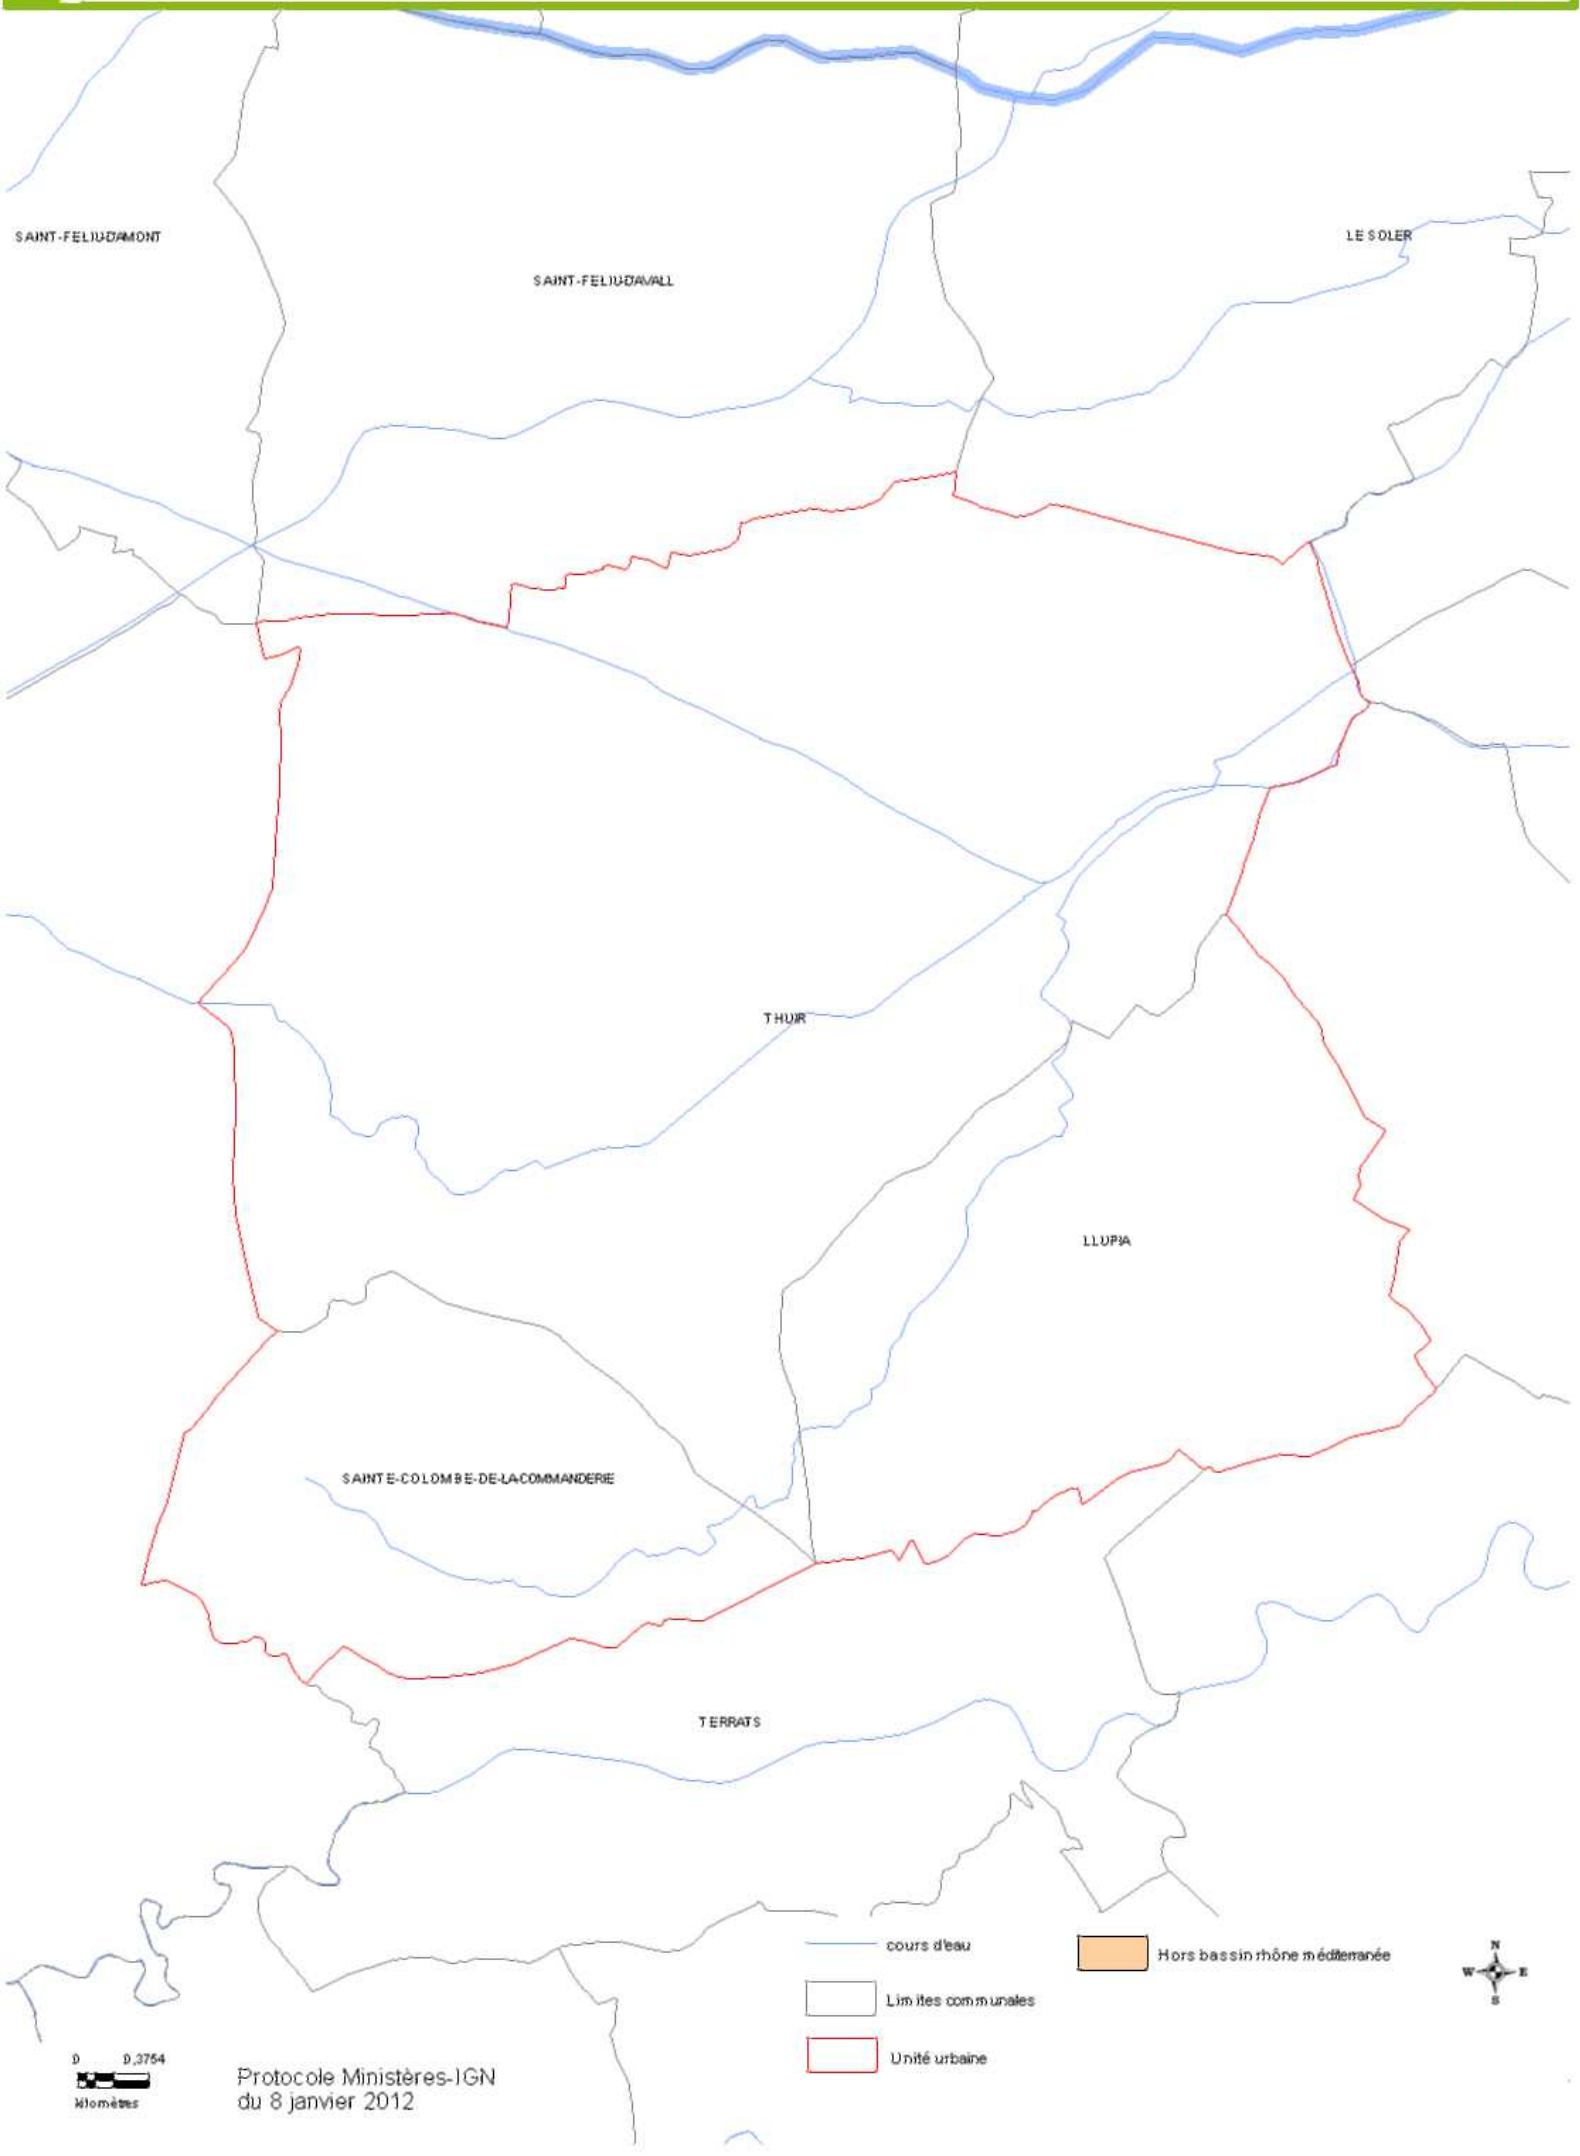 SAINT-FELIU-D'AMONT
LE SOLER
SAINT-FELIU-D'AVALL
THUIR
LLUPIA
SAINTE-COLOMBE-DE-LA-COMMANDERIE
TERRATS
cours d'eau
Hors bassin rhône méditerranée
Limites communales
Unité urbaine
N
W E
S
0 0,3754
kilomètres
Protocole Ministères-IGN
du 8 janvier 2012